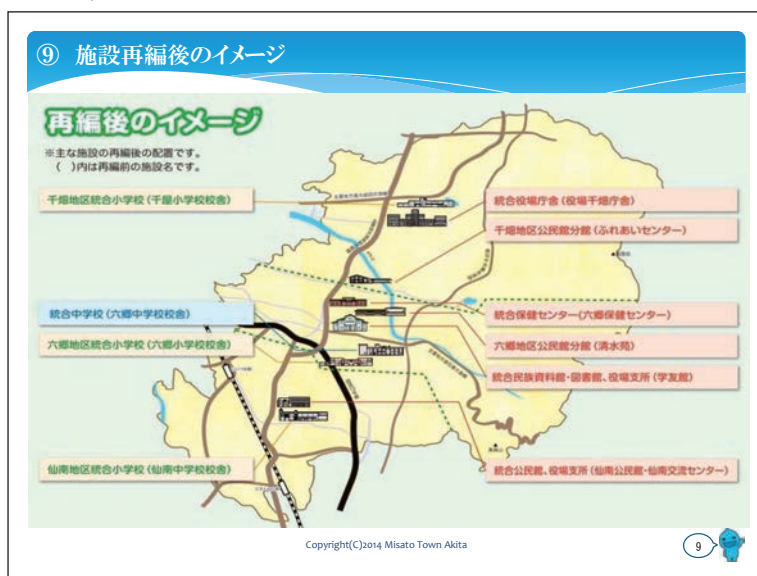 ⑨ 施設再編後のイメージ
再編後のイメージ
※主な施設の再編後の配置です。
( )内は再編前の施設名です。
千畑地区統合小学校(千屋小学校校舎)
統合役場庁舎(役場千畑庁舎)
千畑地区公民館分館(ふれあいセンター)
統合中学校(六郷中学校校舎)
統合保健センター(六郷保健センター)
六郷地区統合小学校(六郷小学校校舎)
六郷地区公民館分館(清水苑)
統合民族資料館・図書館、役場支所(学友館)
仙南地区統合小学校(仙南中学校校舎)
統合公民館、役場支所(仙南公民館・仙南交流センター)
Copyright(C)2014 Misato Town Akita
9